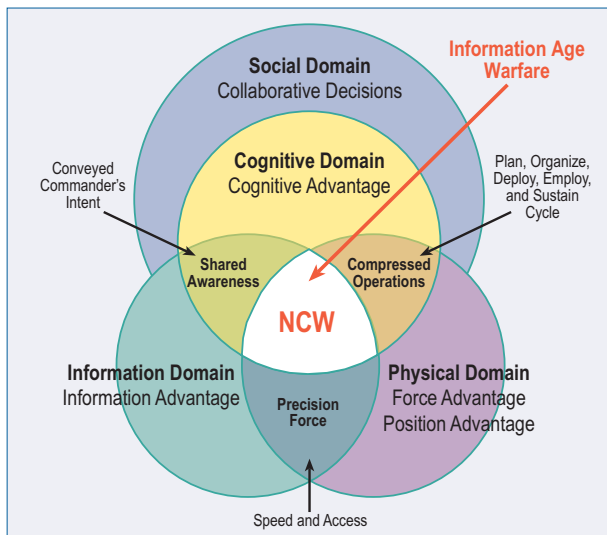 Information Age
Warfare
Social Domain
Collaborative Decisions
Cognitive Domain
Cognitive Advantage
Conveyed
Commander's
Intent
Plan, Organize,
Deploy, Employ,
and Sustain
Cycle
Shared
Awareness
Compressed
Operations
NCW
Information Domain
Information Advantage
Physical Domain
Force Advantage
Position Advantage
Precision
Force
Speed and Access